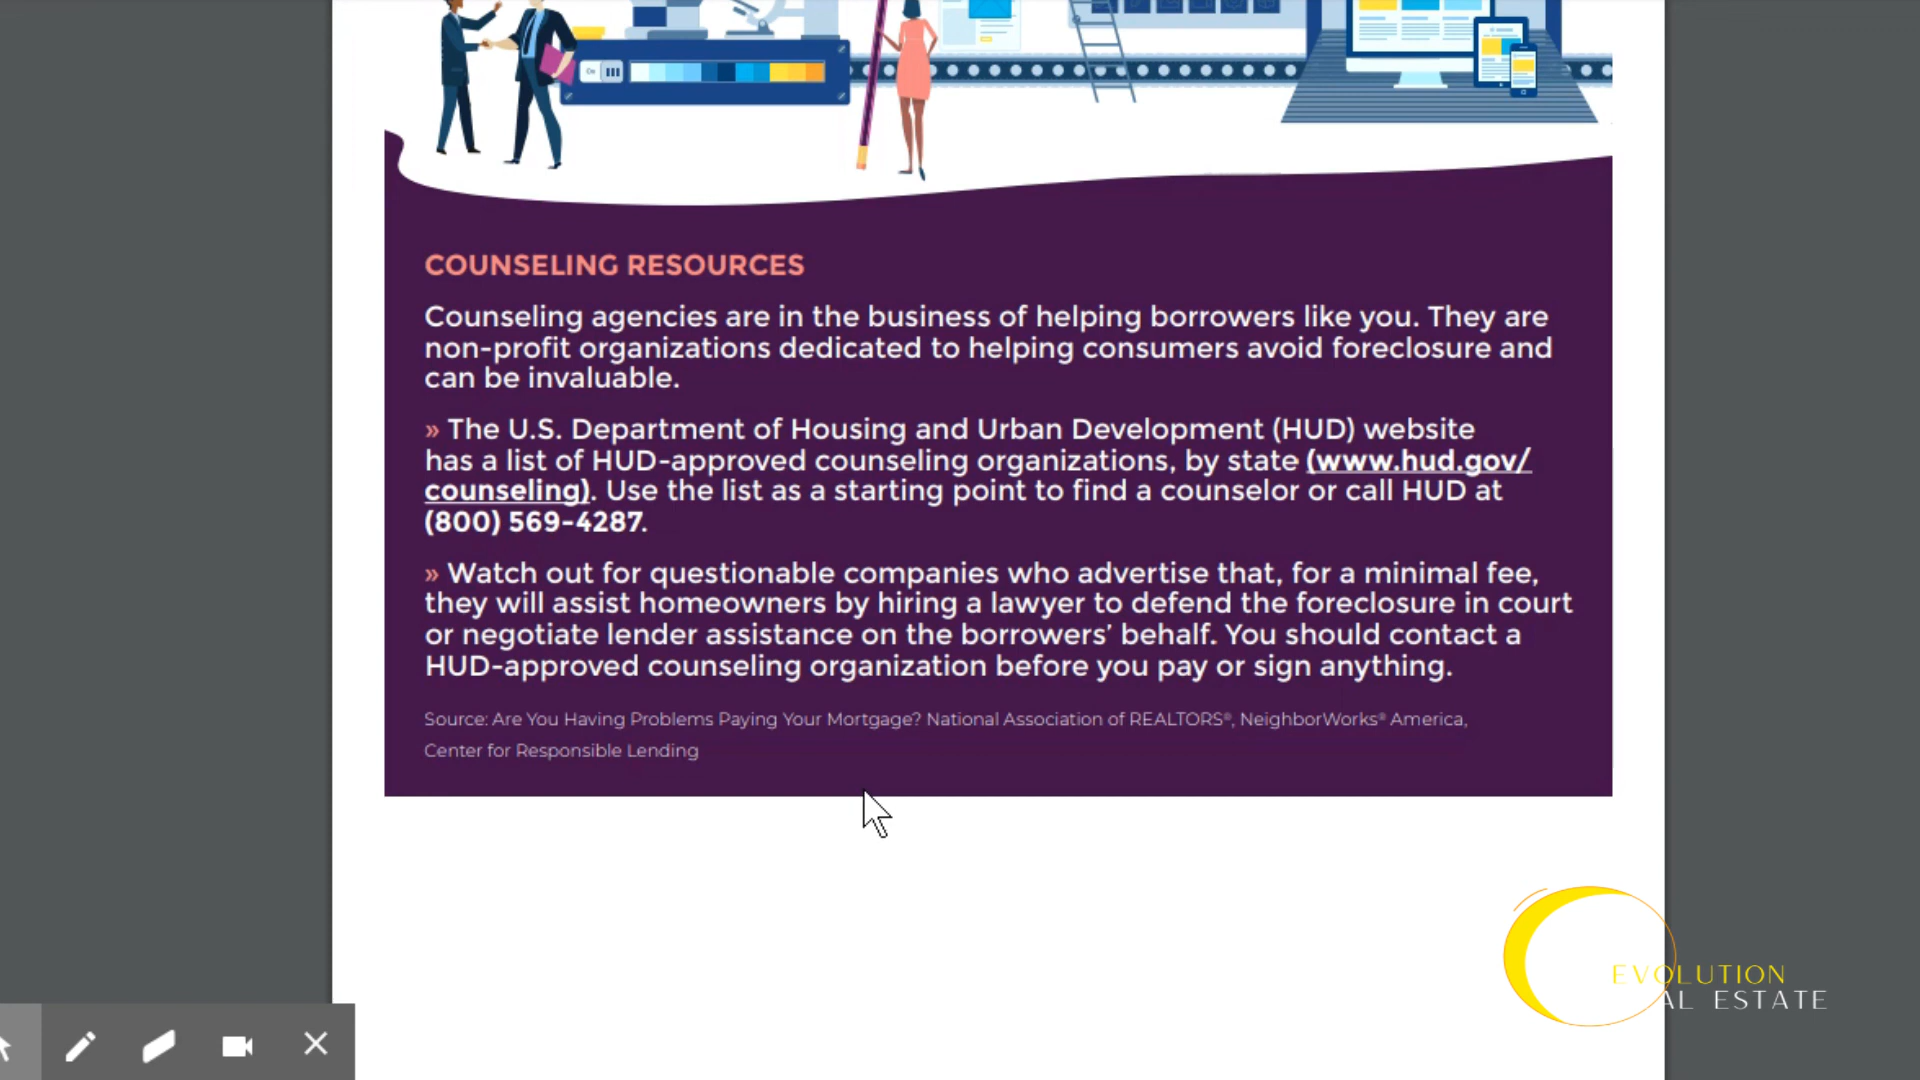 COUNSELING RESOURCES
Counseling agencies are in the business of helping borrowers like you. They are
non-profit organizations dedicated to helping consumers avoid foreclosure and
can be invaluable.
» The U.S. Department of Housing and Urban Development (HUD) website
has a list of HUD-approved counseling organizations, by state (www.hud.gov/
counseling). Use the list as a starting point to find a counselor or call HUD at
(800) 569-4287.
» Watch out for questionable companies who advertise that, for a minimal fee,
they will assist homeowners by hiring a lawyer to defend the foreclosure in court
or negotiate lender assistance on the borrowers’ behalf. You should contact a
HUD-approved counseling organization before you pay or sign anything.
Source: Are You Having Problems Paying Your Mortgage? National Association of REALTORS®, NeighborWorks® America,
Center for Responsible Lending
EVOLUTION
AL ESTATE